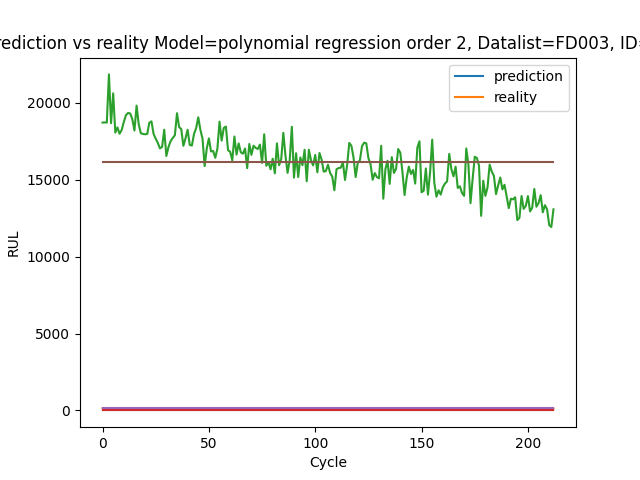 rediction vs reality Model=polynomial regression order 2, Datalist=FD003, ID=
prediction
reality
20000
15000
10000
5000
0
RUL
0 50 100 150 200
Cycle